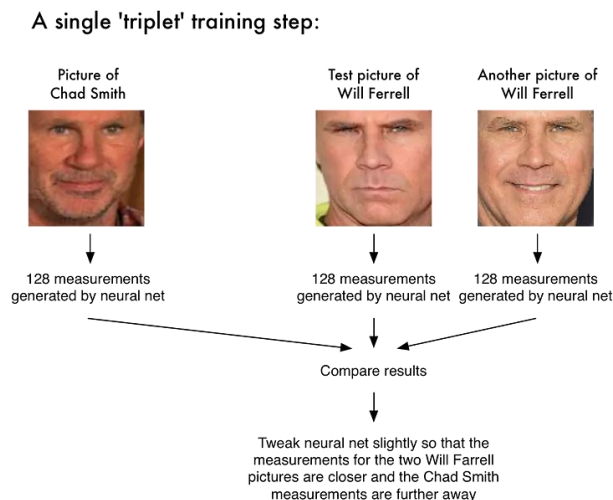 A single 'triplet' training step:
Picture of
Chad Smith
Test picture of
Will Ferrell
Another picture of
Will Ferrell
128 measurements
generated by neural net
128 measurements
generated by neural net
128 measurements
generated by neural net
Compare results
Tweak neural net slightly so that the
measurements for the two Will Farrell
pictures are closer and the Chad Smith
measurements are further away